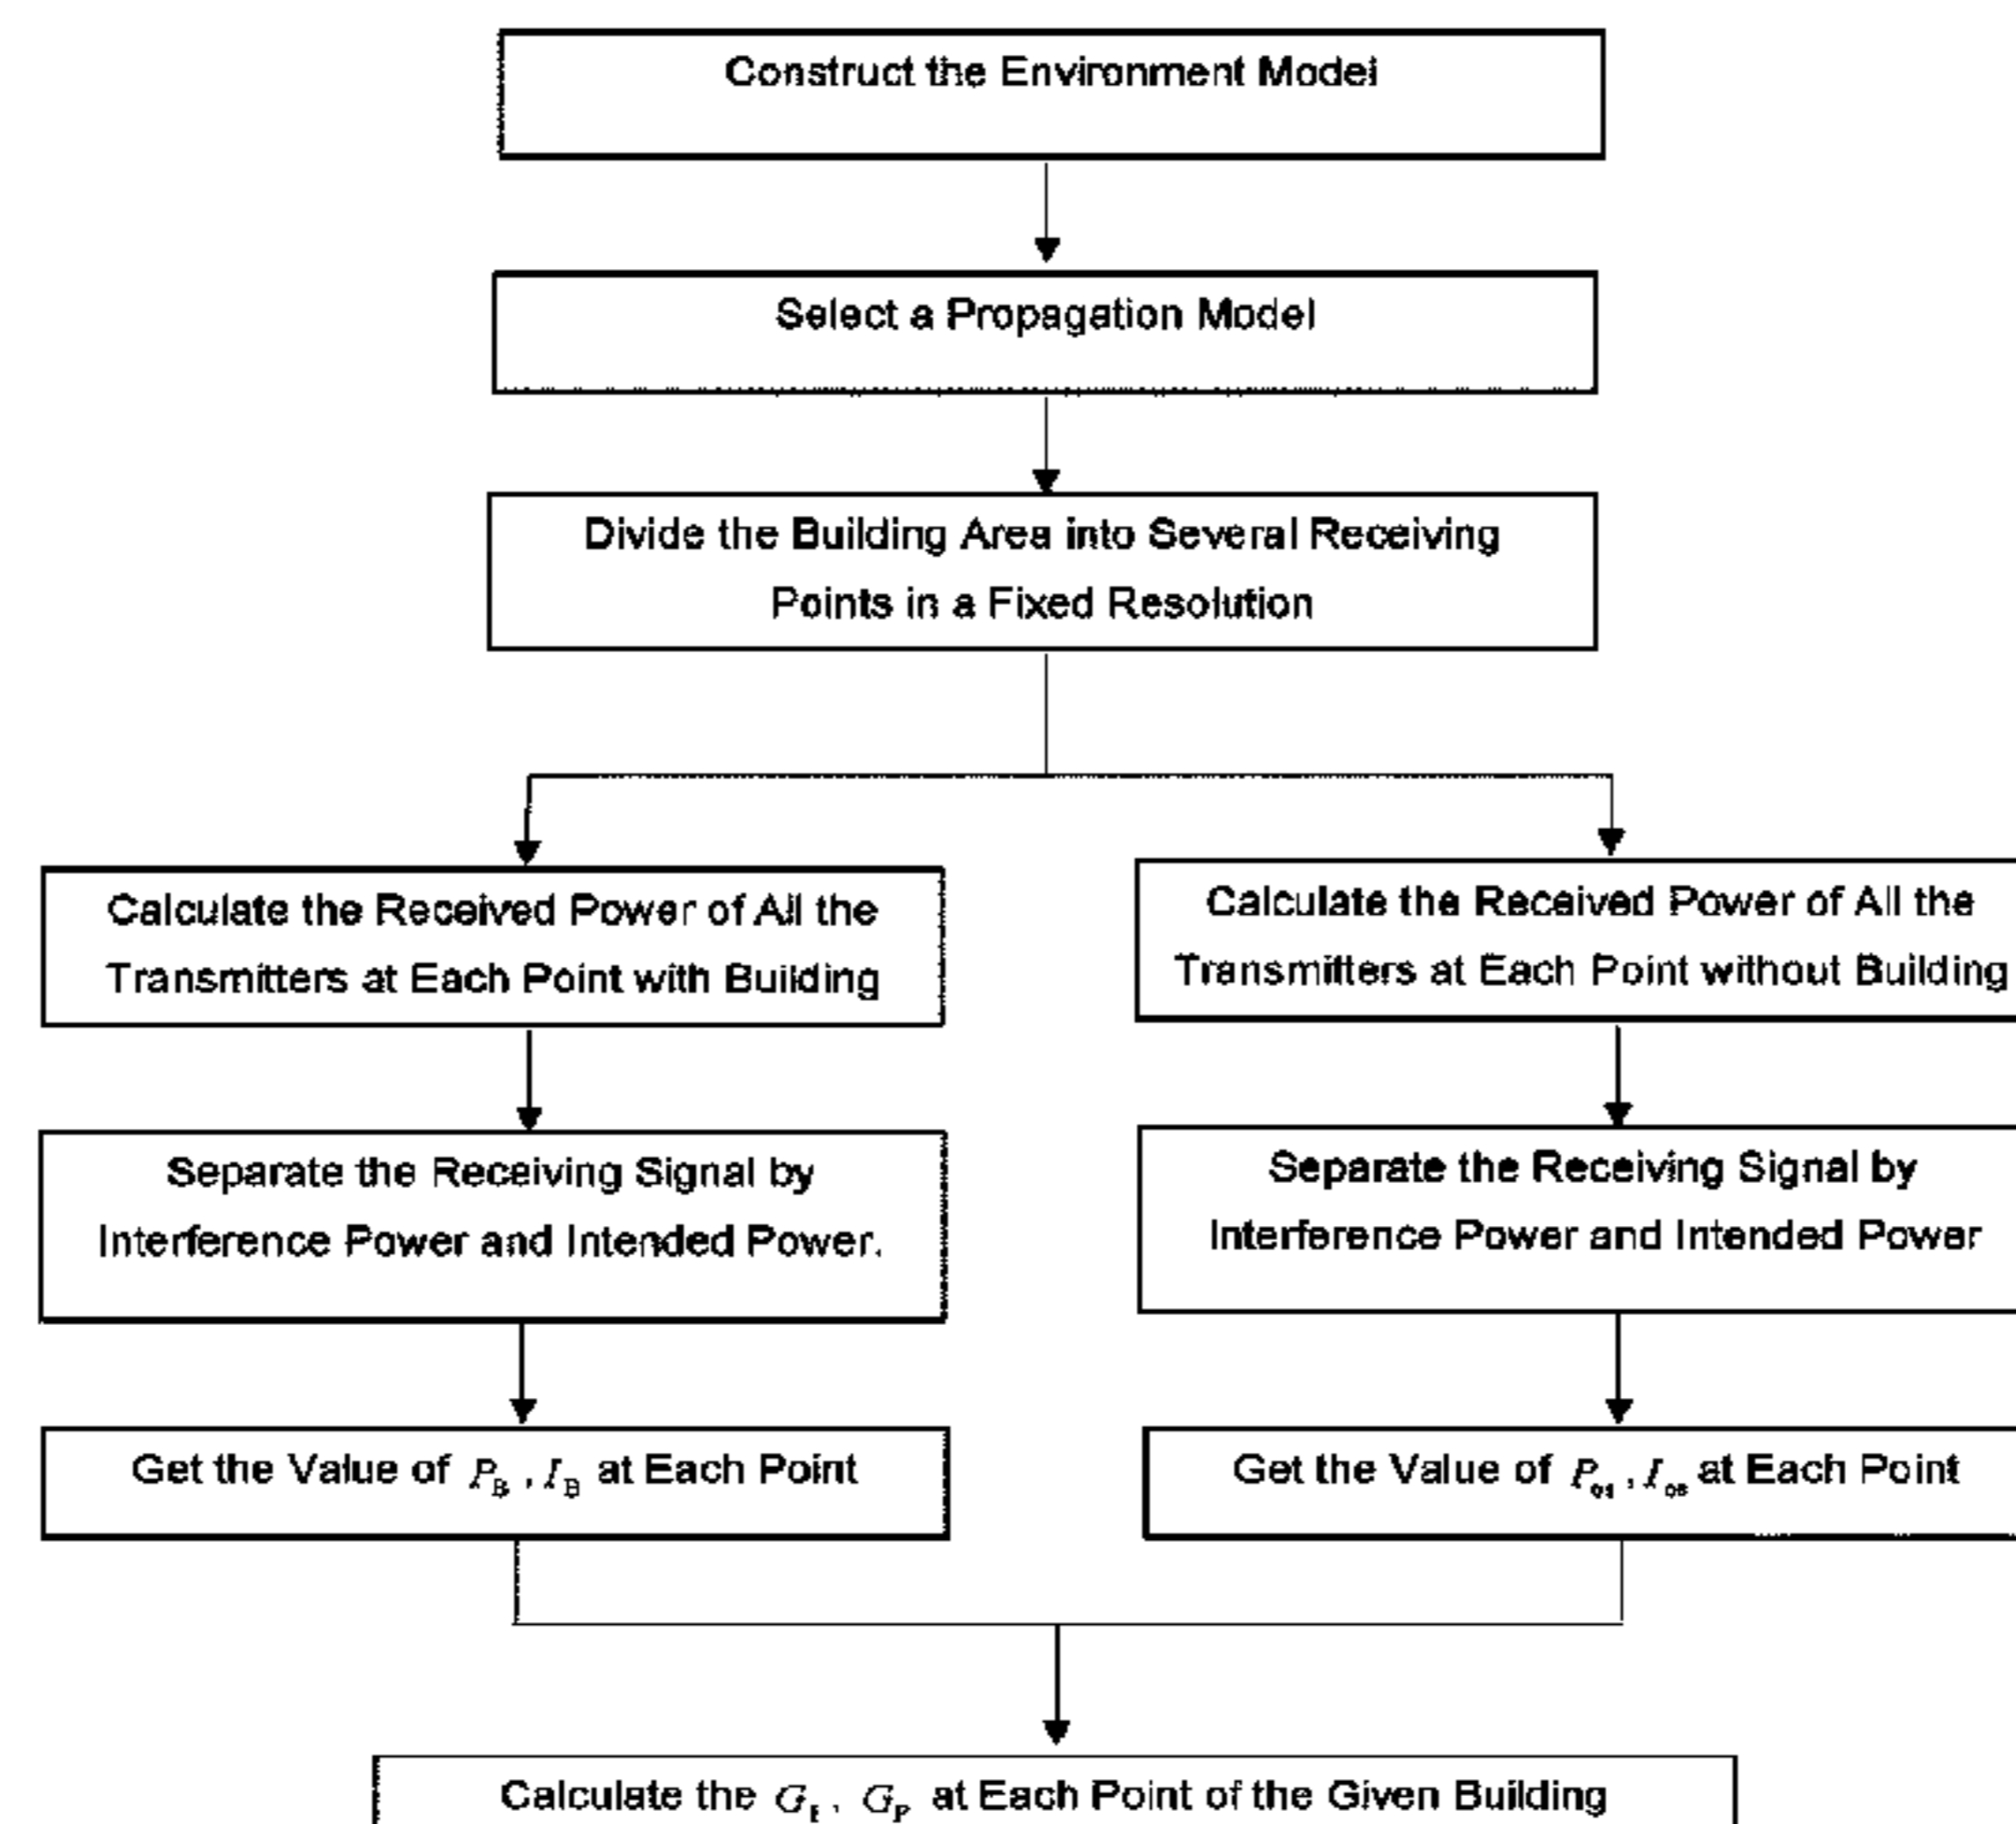 Construct the Environment Model
Select a Propagation Model
Divide the Building Area into Several Receiving
Points in a Fixed Resolution
Calculate the Received Power of All the
Transmitters at Each Point with Building
Calculate the Received Power of All the
Transmitters at Each Point without Building
Separate the Receiving Signal by
Interference Power and Intended Power.
Separate the Receiving Signal by
Interference Power and Intended Power
Get the Value of P_B , I_B at Each Point
Get the Value of P , I at Each Point
Calculate the G_I , G_P at Each Point of the Given Building